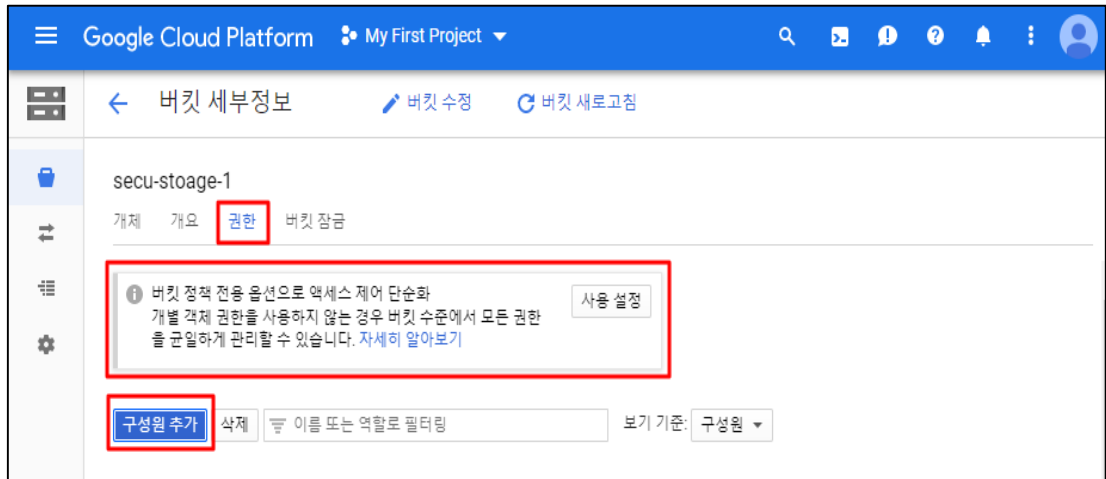 Google Cloud Platform My First Project
버킷 세부정보 버킷 수정 버킷 새로고침
secu-stoage-1
개체 개요 권한 버킷 잠금
버킷 정책 전용 옵션으로 액세스 제어 단순화
개별 객체 권한을 사용하지 않는 경우 버킷 수준에서 모든 권한
을 균일하게 관리할 수 있습니다. 자세히 알아보기
사용 설정
구성원 추가 삭제 이름 또는 역할로 필터링 보기 기준: 구성원